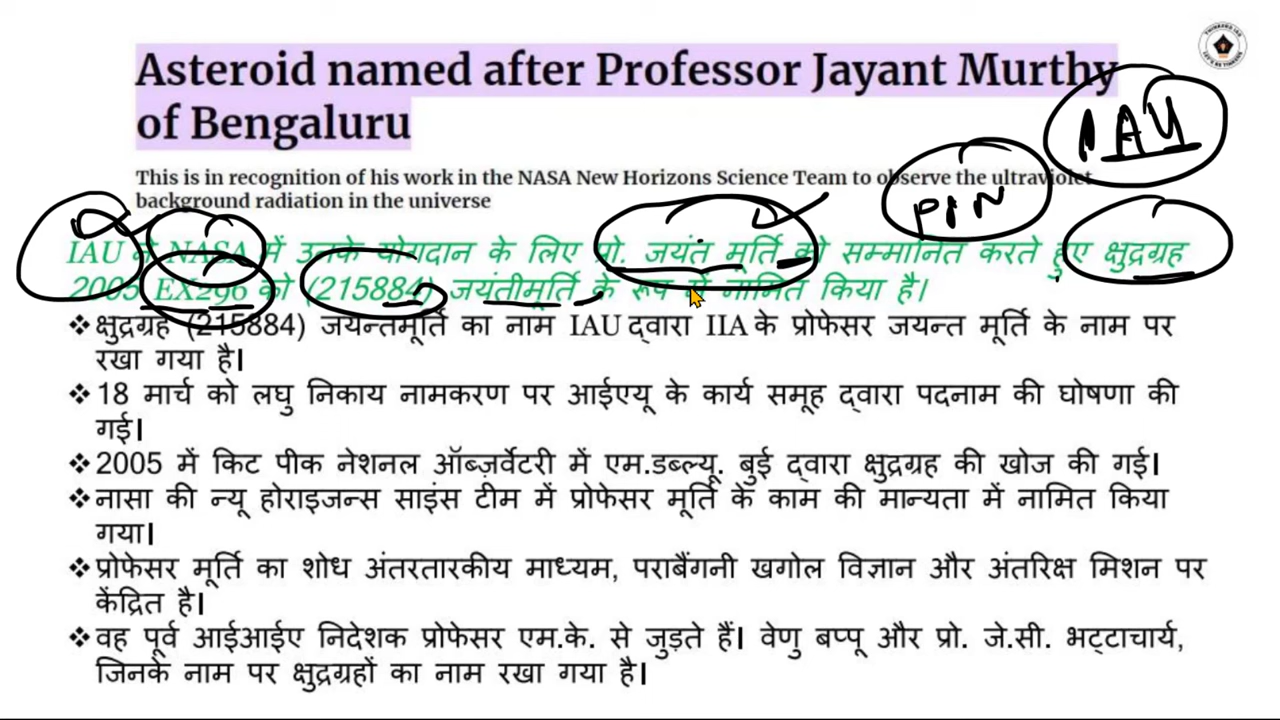 Asteroid named after Professor Jayant Murthy
of Bengaluru
IAU
This is in recognition of his work in the NASA New Horizons Science Team to observe the ultraviolet
background radiation in the universe
PIN
IAU ने NASA में उनके योगदान के लिए प्रो. जयंत मूर्ति को सम्मानित करते हुए क्षुद्रग्रह
2005 EX296 को (215884) जयंतीमूर्ति के रूप में नामित किया है।
❖क्षुद्रग्रह (215884) जयन्तमूर्ति का नाम IAU द्वारा IIA के प्रोफेसर जयन्त मूर्ति के नाम पर
रखा गया है।
❖18 मार्च को लघु निकाय नामकरण पर आईएयू के कार्य समूह द्वारा पदनाम की घोषणा की
गई।
❖2005 में किट पीक नेशनल ऑब्ज़र्वेटरी में एम.डब्ल्यू. बुई द्वारा क्षुद्रग्रह की खोज की गई।
❖नासा की न्यू होराइजन्स साइंस टीम में प्रोफेसर मूर्ति के काम की मान्यता में नामित किया
गया।
❖प्रोफेसर मूर्ति का शोध अंतरतारकीय माध्यम, पराबैंगनी खगोल विज्ञान और अंतरिक्ष मिशन पर
केंद्रित है।
❖वह पूर्व आईआईए निदेशक प्रोफेसर एम.के. से जुड़ते हैं। वेणु बप्पू और प्रो. जे.सी. भट्टाचार्य,
जिनके नाम पर क्षुद्रग्रहों का नाम रखा गया है।